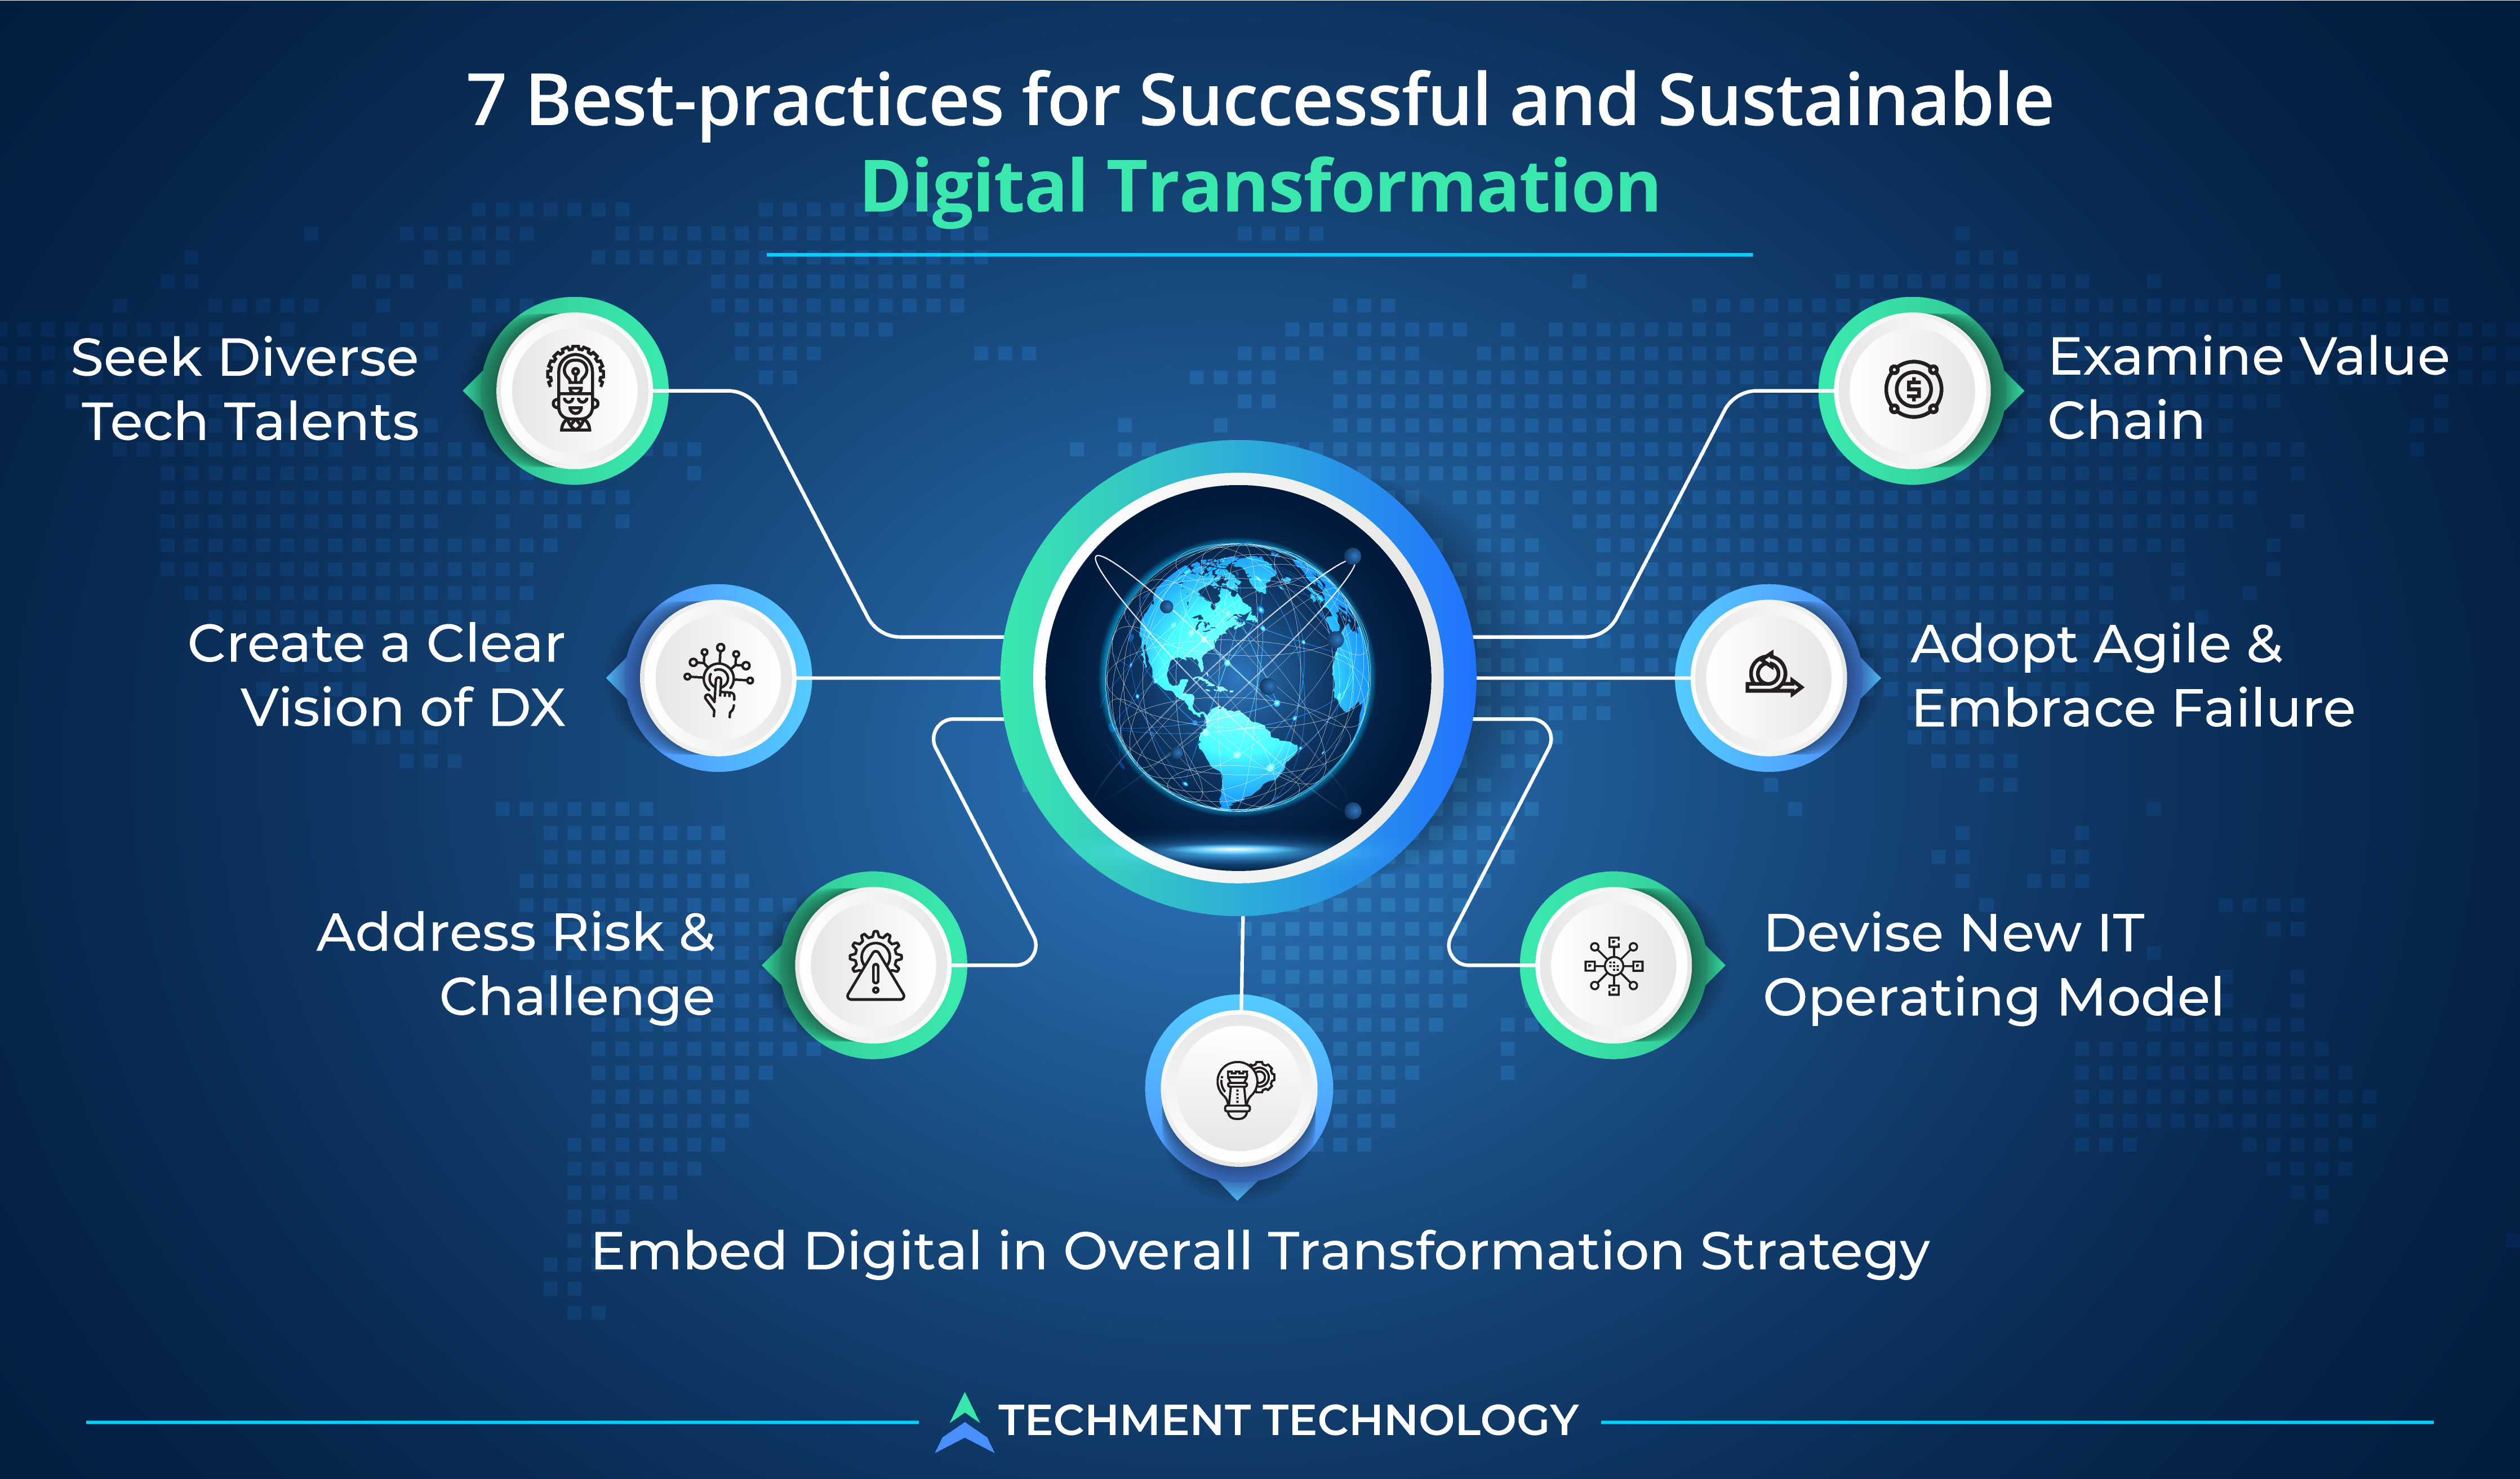 7 Best-practices for Successful and Sustainable
Digital Transformation
Seek Diverse
Tech Talents
Examine Value
Chain
Create a Clear
Vision of DX
Adopt Agile &
Embrace Failure
Address Risk &
Challenge
Devise New IT
Operating Model
Embed Digital in Overall Transformation Strategy
TECHMENT TECHNOLOGY